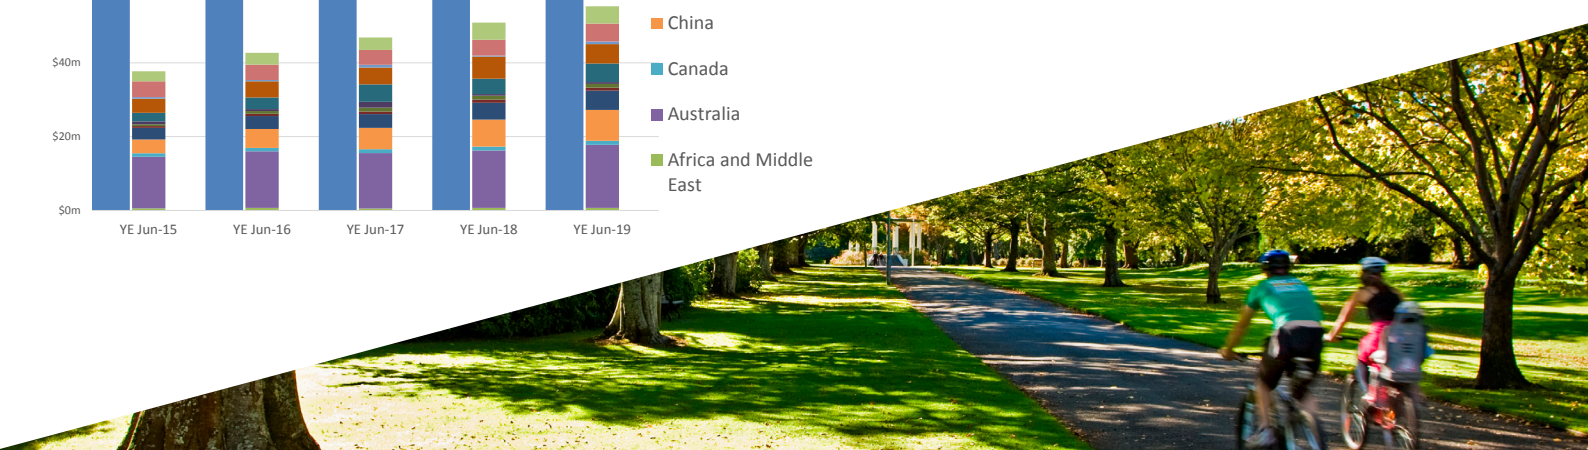 China
$40m
Canada
Australia
$20m
Africa and Middle
East
$0m
YE Jun-15 YE Jun-16 YE Jun-17 YE Jun-18 YE Jun-19